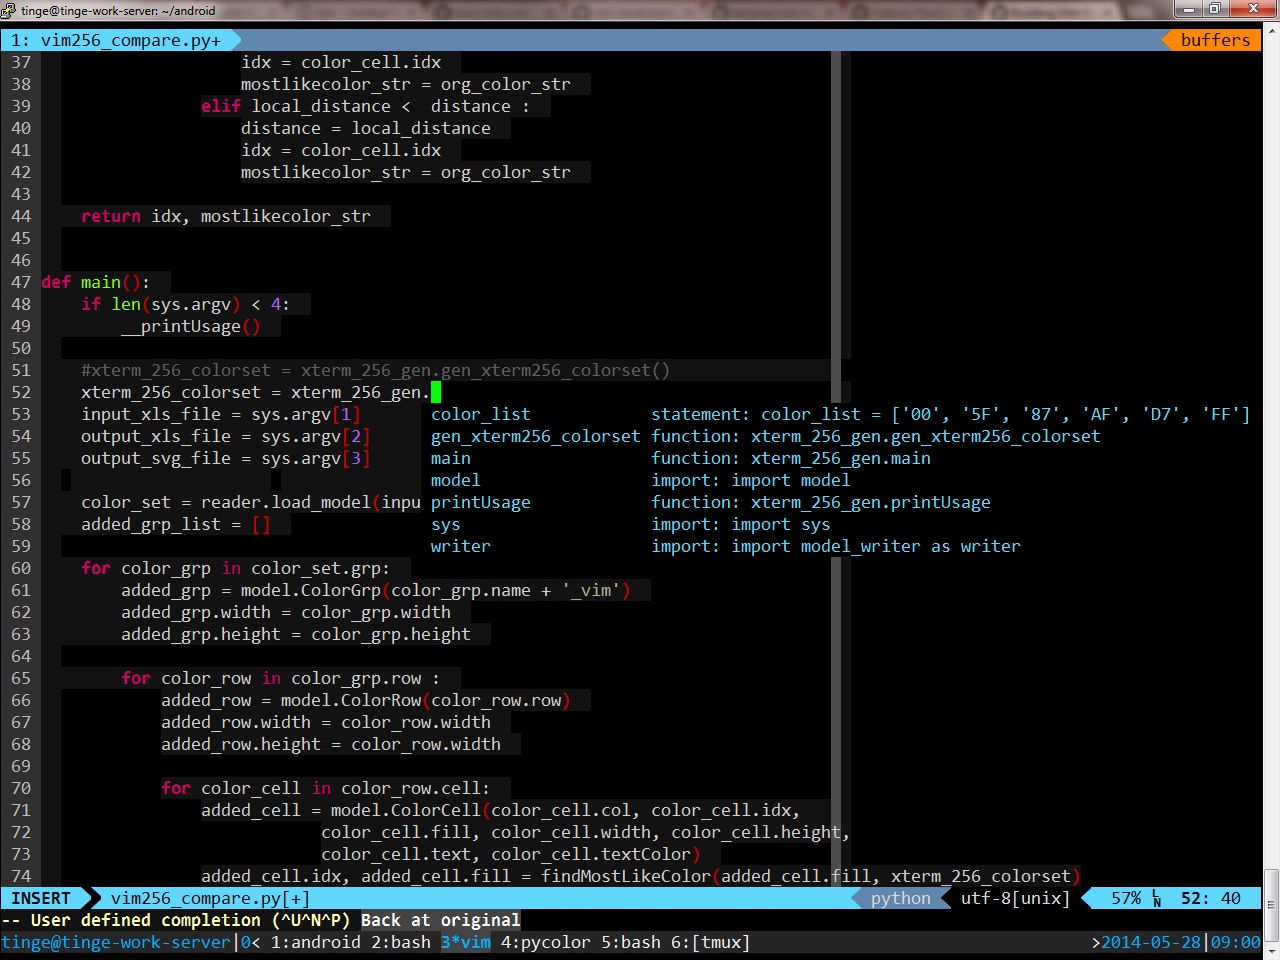 tinge@tinge-work-server: ~/android
1: vim256_compare.py+ buffers
37 idx = color_cell.idx
38 mostlikecolor_str = org_color_str
39 elif local_distance <  distance :
40 distance = local_distance
41 idx = color_cell.idx
42 mostlikecolor_str = org_color_str
43
44 return idx, mostlikecolor_str
45
46
47 def main():
48 if len(sys.argv) < 4:
49 __printUsage()
50
51 #xterm_256_colorset = xterm_256_gen.gen_xterm256_colorset()
52 xterm_256_colorset = xterm_256_gen.
53 input_xls_file = sys.argv[1] color_list statement: color_list = ['00', '5F', '87', 'AF', 'D7', 'FF']
54 output_xls_file = sys.argv[2] gen_xterm256_colorset function: xterm_256_gen.gen_xterm256_colorset
55 output_svg_file = sys.argv[3] main function: xterm_256_gen.main
56 model import: import model
57 color_set = reader.load_model(inpu printUsage function: xterm_256_gen.printUsage
58 added_grp_list = [] sys import: import sys
59 writer import: import model_writer as writer
60 for color_grp in color_set.grp:
61 added_grp = model.ColorGrp(color_grp.name + '_vim')
62 added_grp.width = color_grp.width
63 added_grp.height = color_grp.height
64
65 for color_row in color_grp.row :
66 added_row = model.ColorRow(color_row.row)
67 added_row.width = color_row.width
68 added_row.height = color_row.width
69
70 for color_cell in color_row.cell:
71 added_cell = model.ColorCell(color_cell.col, color_cell.idx,
72 color_cell.fill, color_cell.width, color_cell.height,
73 color_cell.text, color_cell.textColor)
74 added_cell.idx, added_cell.fill = findMostLikeColor(added_cell.fill, xterm_256_colorset)
INSERT vim256_compare.py[+] python utf-8[unix] 57% LN 52: 40
-- User defined completion (^U^N^P) Back at original
tinge@tinge-work-server|0< 1:android 2:bash 3*vim 4:pycolor 5:bash 6:[tmux] >2014-05-28|09:00